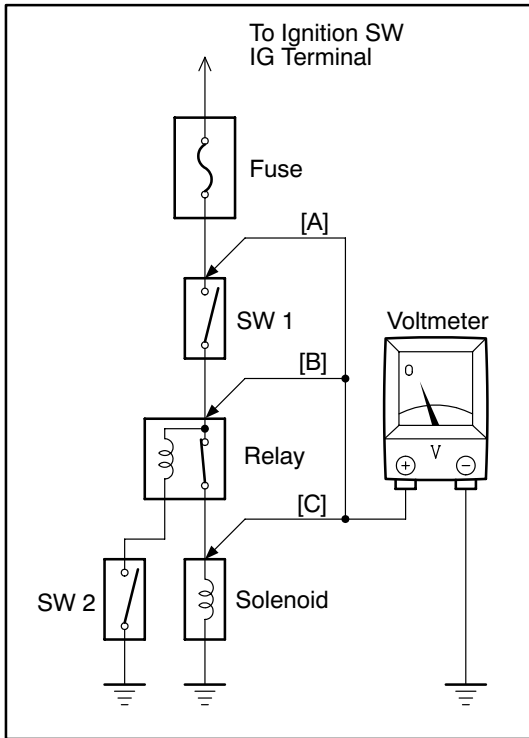 To Ignition SW
IG Terminal
Fuse
[A]
SW 1
Voltmeter
[B]
0
V
Relay
[C]
SW 2
Solenoid